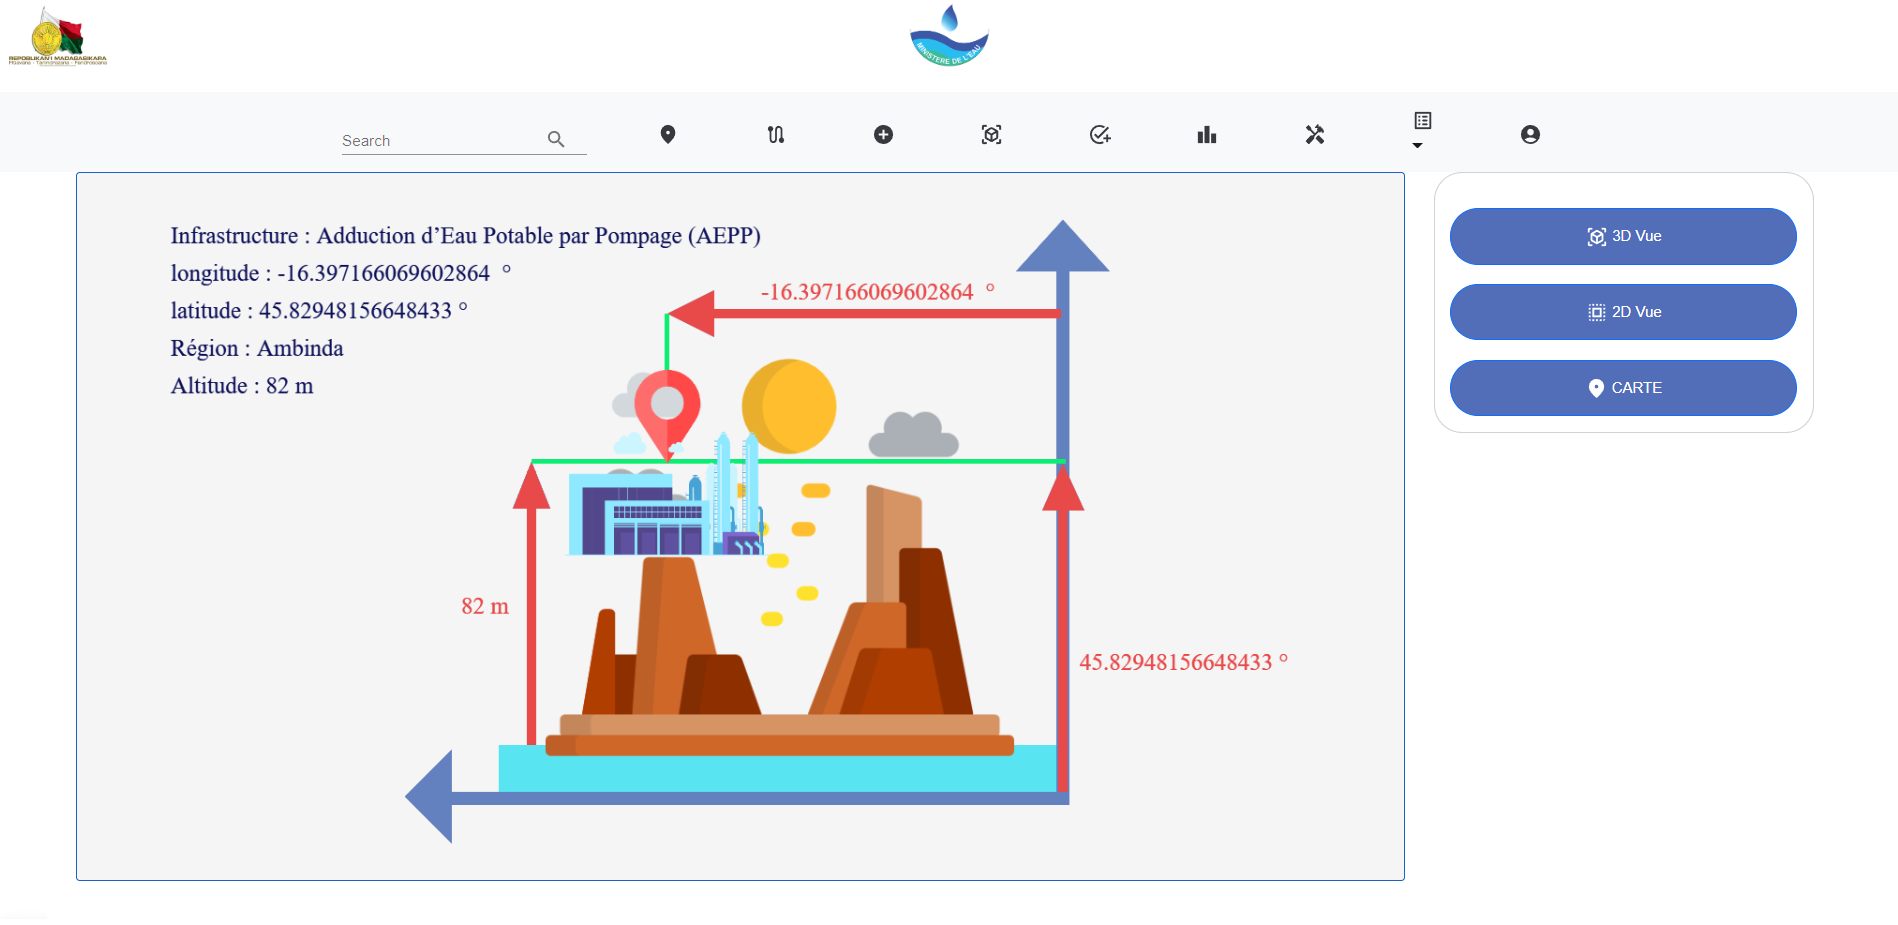 REPOBLIKAN'I MADAGASIKARA
Fitiavana - Tanindrazana - Fandrosoana
MINISTERE DE L'EAU
Search
Infrastructure : Adduction d’Eau Potable par Pompage (AEPP)
longitude : -16.397166069602864 °
latitude : 45.82948156648433 °
Région : Ambinda
Altitude : 82 m
-16.397166069602864 °
82 m
45.82948156648433 °
3D Vue
2D Vue
CARTE